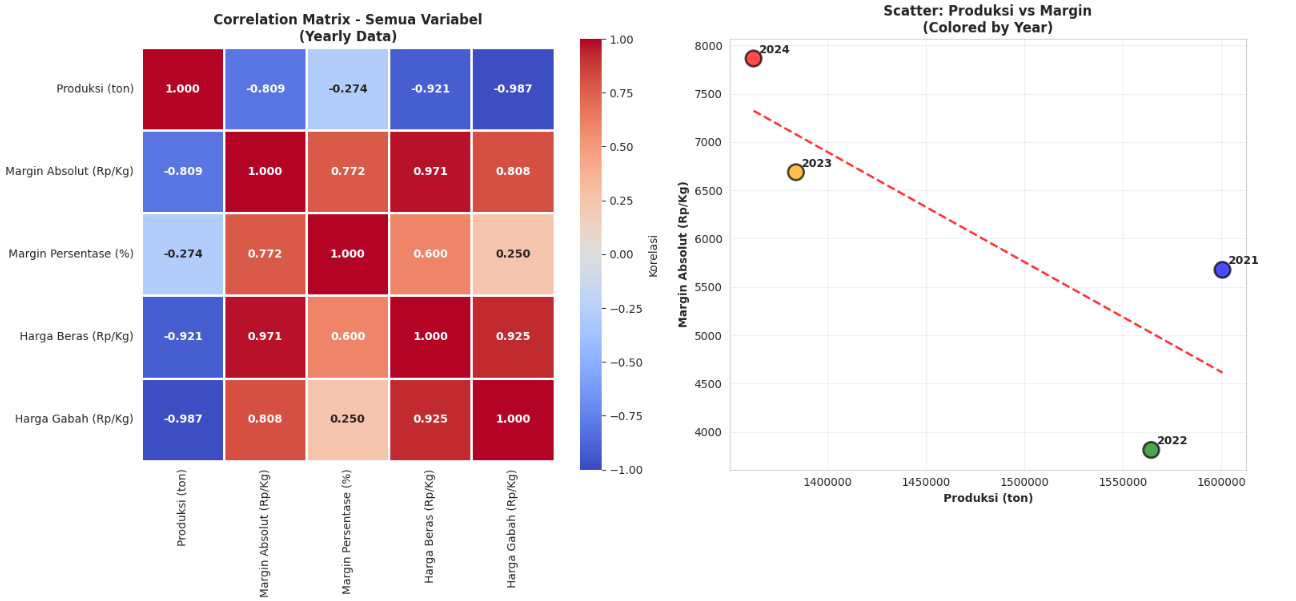 Correlation Matrix - Semua Variabel
(Yearly Data)
Produksi (ton)
1.000 -0.809 -0.274 -0.921 -0.987
Margin Absolut (Rp/Kg)
-0.809 1.000 0.772 0.971 0.808
Margin Persentase (%)
-0.274 0.772 1.000 0.600 0.250
Harga Beras (Rp/Kg)
-0.921 0.971 0.600 1.000 0.925
Harga Gabah (Rp/Kg)
-0.987 0.808 0.250 0.925 1.000
Produksi (ton)
Margin Absolut (Rp/Kg)
Margin Persentase (%)
Harga Beras (Rp/Kg)
Harga Gabah (Rp/Kg)
1.00
0.75
0.50
0.25
0.00
−0.25
−0.50
−0.75
−1.00
Korelasi
Scatter: Produksi vs Margin
(Colored by Year)
Margin Absolut (Rp/Kg)
8000
7500
7000
6500
6000
5500
5000
4500
4000
2024
2023
2021
2022
1400000 1450000 1500000 1550000 1600000
Produksi (ton)